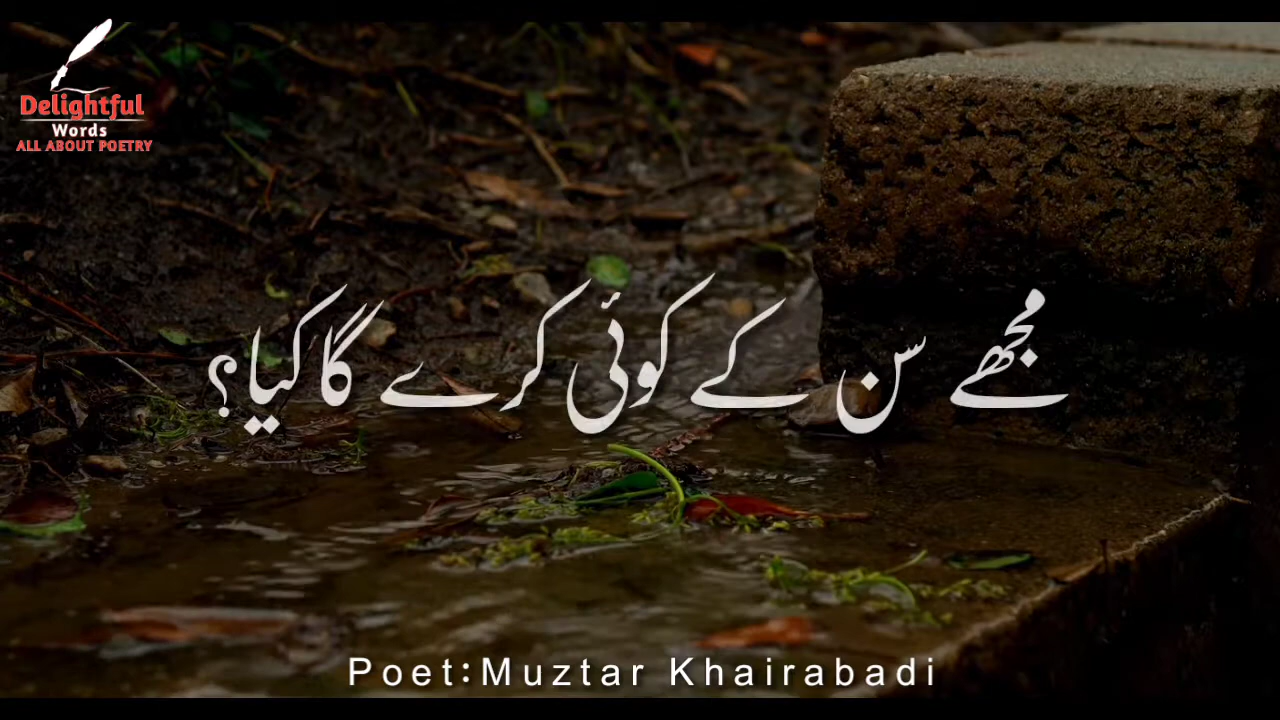 Delightful
Words
ALL ABOUT POETRY
مجھے سن کے کوئی کرے گا کیا؟
Poet:Muztar Khairabadi